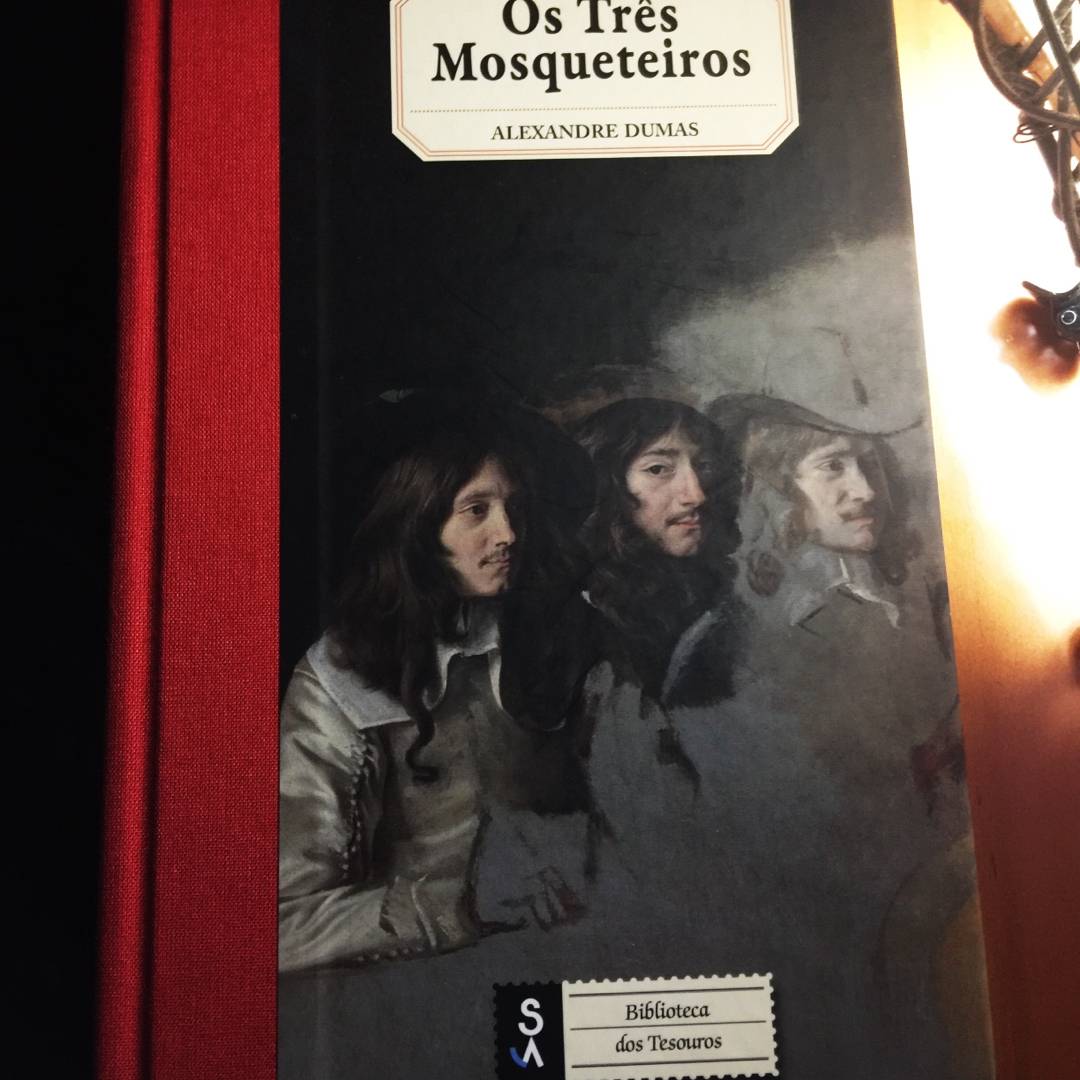 Os Três
Mosqueteiros
ALEXANDRE DUMAS
Biblioteca
dos Tesouros